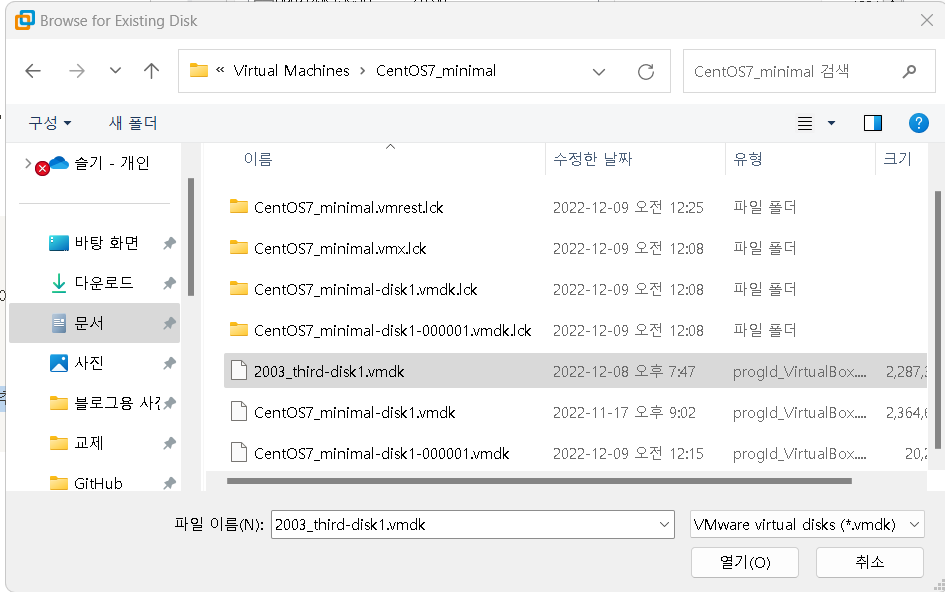 Browse for Existing Disk
« Virtual Machines > CentOS7_minimal
CentOS7_minimal 검색
구성 새 폴더
?
슬기 - 개인
바탕 화면
다운로드
문서
사진
블로그용 사진
교제
GitHub
이름 수정한 날짜 유형 크기
CentOS7_minimal.vmrest.lck 2022-12-09 오전 12:25 파일 폴더
CentOS7_minimal.vmx.lck 2022-12-09 오전 12:08 파일 폴더
CentOS7_minimal-disk1.vmdk.lck 2022-12-09 오전 12:08 파일 폴더
CentOS7_minimal-disk1-000001.vmdk.lck 2022-12-09 오전 12:08 파일 폴더
2003_third-disk1.vmdk 2022-12-08 오후 7:47 progId_VirtualBox.... 2,287,
CentOS7_minimal-disk1.vmdk 2022-11-17 오후 9:02 progId_VirtualBox.... 2,364,
CentOS7_minimal-disk1-000001.vmdk 2022-12-09 오전 12:15 progId_VirtualBox.... 20,
파일 이름(N): 2003_third-disk1.vmdk VMware virtual disks (*.vmdk)
열기(O) 취소